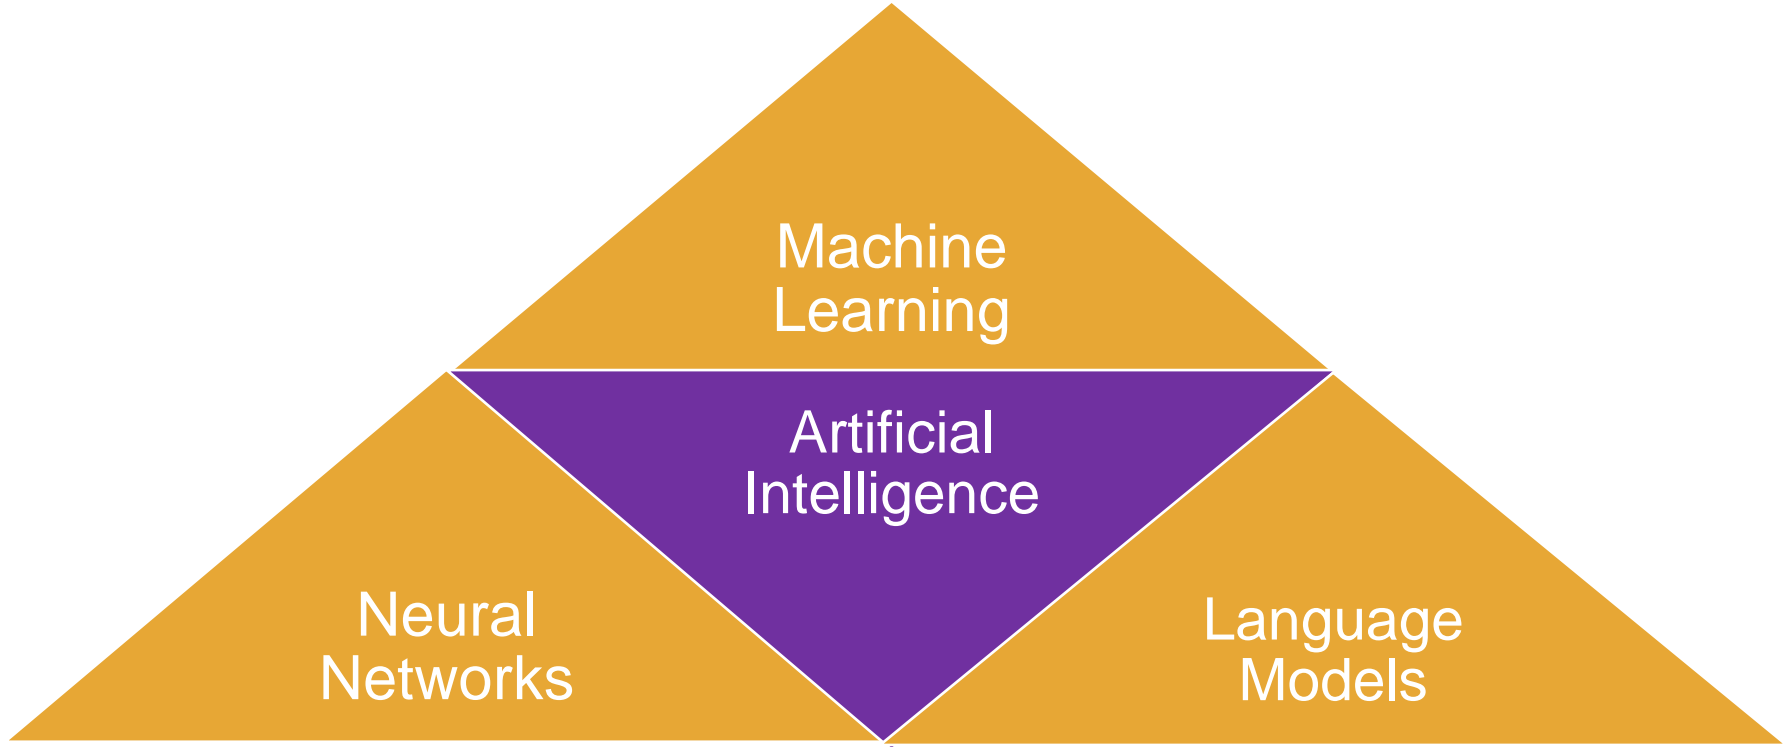 Machine
Learning
Artificial
Intelligence
Neural
Networks
Language
Models